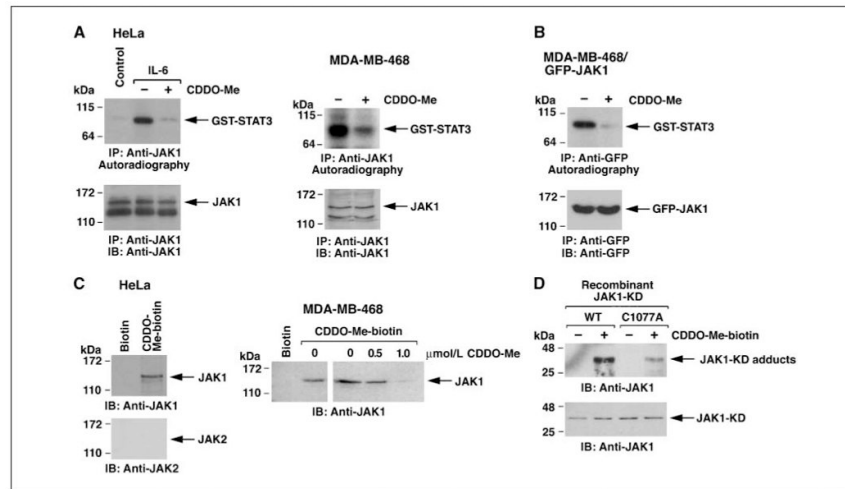 A
HeLa
Control
IL-6
kDa
– +
CDDO-Me
115
64
GST-STAT3
IP: Anti-JAK1
Autoradiography
172
110
JAK1
IP: Anti-JAK1
IB: Anti-JAK1
MDA-MB-468
kDa
– +
CDDO-Me
115
64
GST-STAT3
IP: Anti-JAK1
Autoradiography
172
110
JAK1
IP: Anti-JAK1
IB: Anti-JAK1
B
MDA-MB-468/
GFP-JAK1
kDa
– +
CDDO-Me
115
64
GST-STAT3
IP: Anti-GFP
Autoradiography
172
110
GFP-JAK1
IP: Anti-GFP
IB: Anti-GFP
C
HeLa
Biotin
CDDO-
Me-biotin
kDa
172
110
JAK1
IB: Anti-JAK1
172
110
JAK2
IB: Anti-JAK2
MDA-MB-468
Biotin
CDDO-Me-biotin
kDa
0 0 0.5 1.0
μmol/L CDDO-Me
172
110
JAK1
IB: Anti-JAK1
D
Recombinant
JAK1-KD
WT C1077A
kDa
– + – +
CDDO-Me-biotin
48
25
JAK1-KD adducts
IB: Anti-JAK1
48
25
JAK1-KD
IB: Anti-JAK1